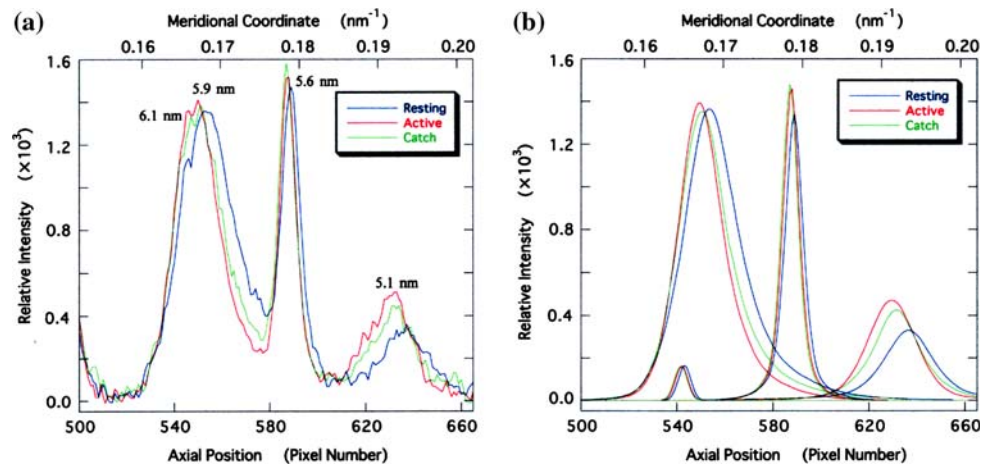 (a)
Meridional Coordinate (nm-1)
0.16 0.17 0.18 0.19 0.20
1.6
1.2
0.8
0.4
0.0
Relative Intensity (×10³)
6.1 nm
5.9 nm
5.6 nm
5.1 nm
Resting
Active
Catch
500 540 580 620 660
Axial Position (Pixel Number)
(b)
Meridional Coordinate (nm-1)
0.16 0.17 0.18 0.19 0.20
1.6
1.2
0.8
0.4
0.0
Relative Intensity (×10³)
Resting
Active
Catch
500 540 580 620 660
Axial Position (Pixel Number)